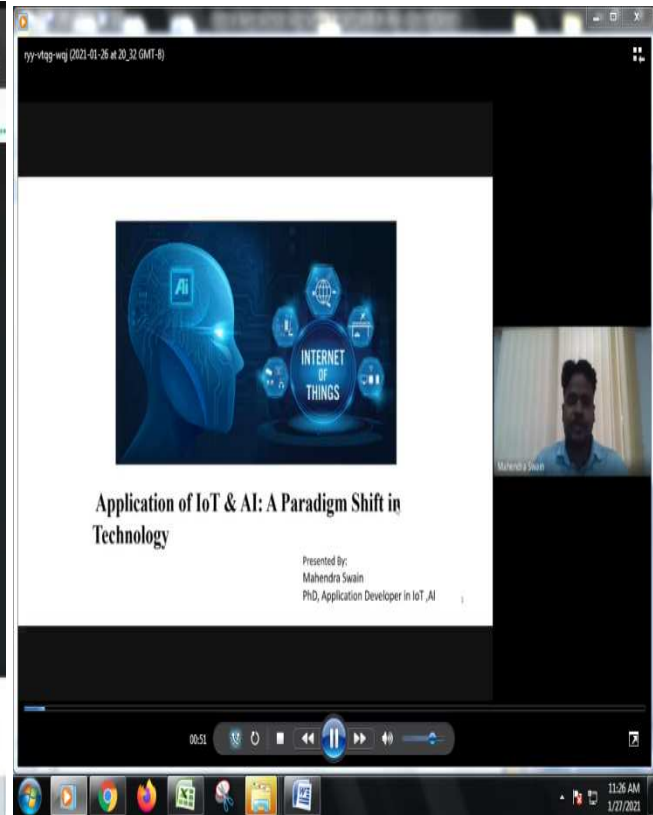 ryy-vtqg-wqj (2021-01-26 at 20_32 GMT-8)
Ai
INTERNET
OF
THINGS
Mahendra Swain
Application of IoT & AI: A Paradigm Shift in
Technology
Presented By:
Mahendra Swain
PhD, Application Developer in IoT ,AI
1
00:51
11:26 AM
1/27/2021